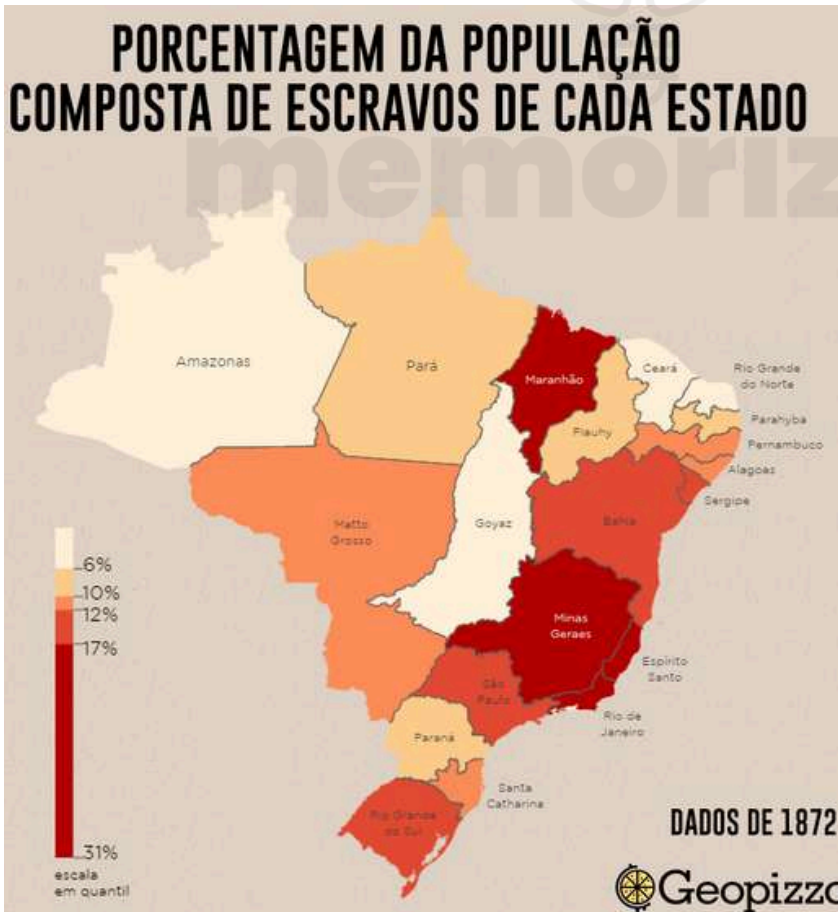 PORCENTAGEM DA POPULAÇÃO
COMPOSTA DE ESCRAVOS DE CADA ESTADO
memoriz
Amazonas
Pará
Maranhão
Ceará
Rio Grande
do Norte
Piauhy
Parahyba
Pernambuco
Alagoas
Sergipe
Matto
Grosso
Goyaz
Bahia
Minas
Geraes
Espírito
Santo
São
Paulo
Rio de
Janeiro
Paraná
Santa
Catharina
Rio Grande
do Sul
6%
10%
12%
17%
31%
escala
em quantil
DADOS DE 1872
Geopizza